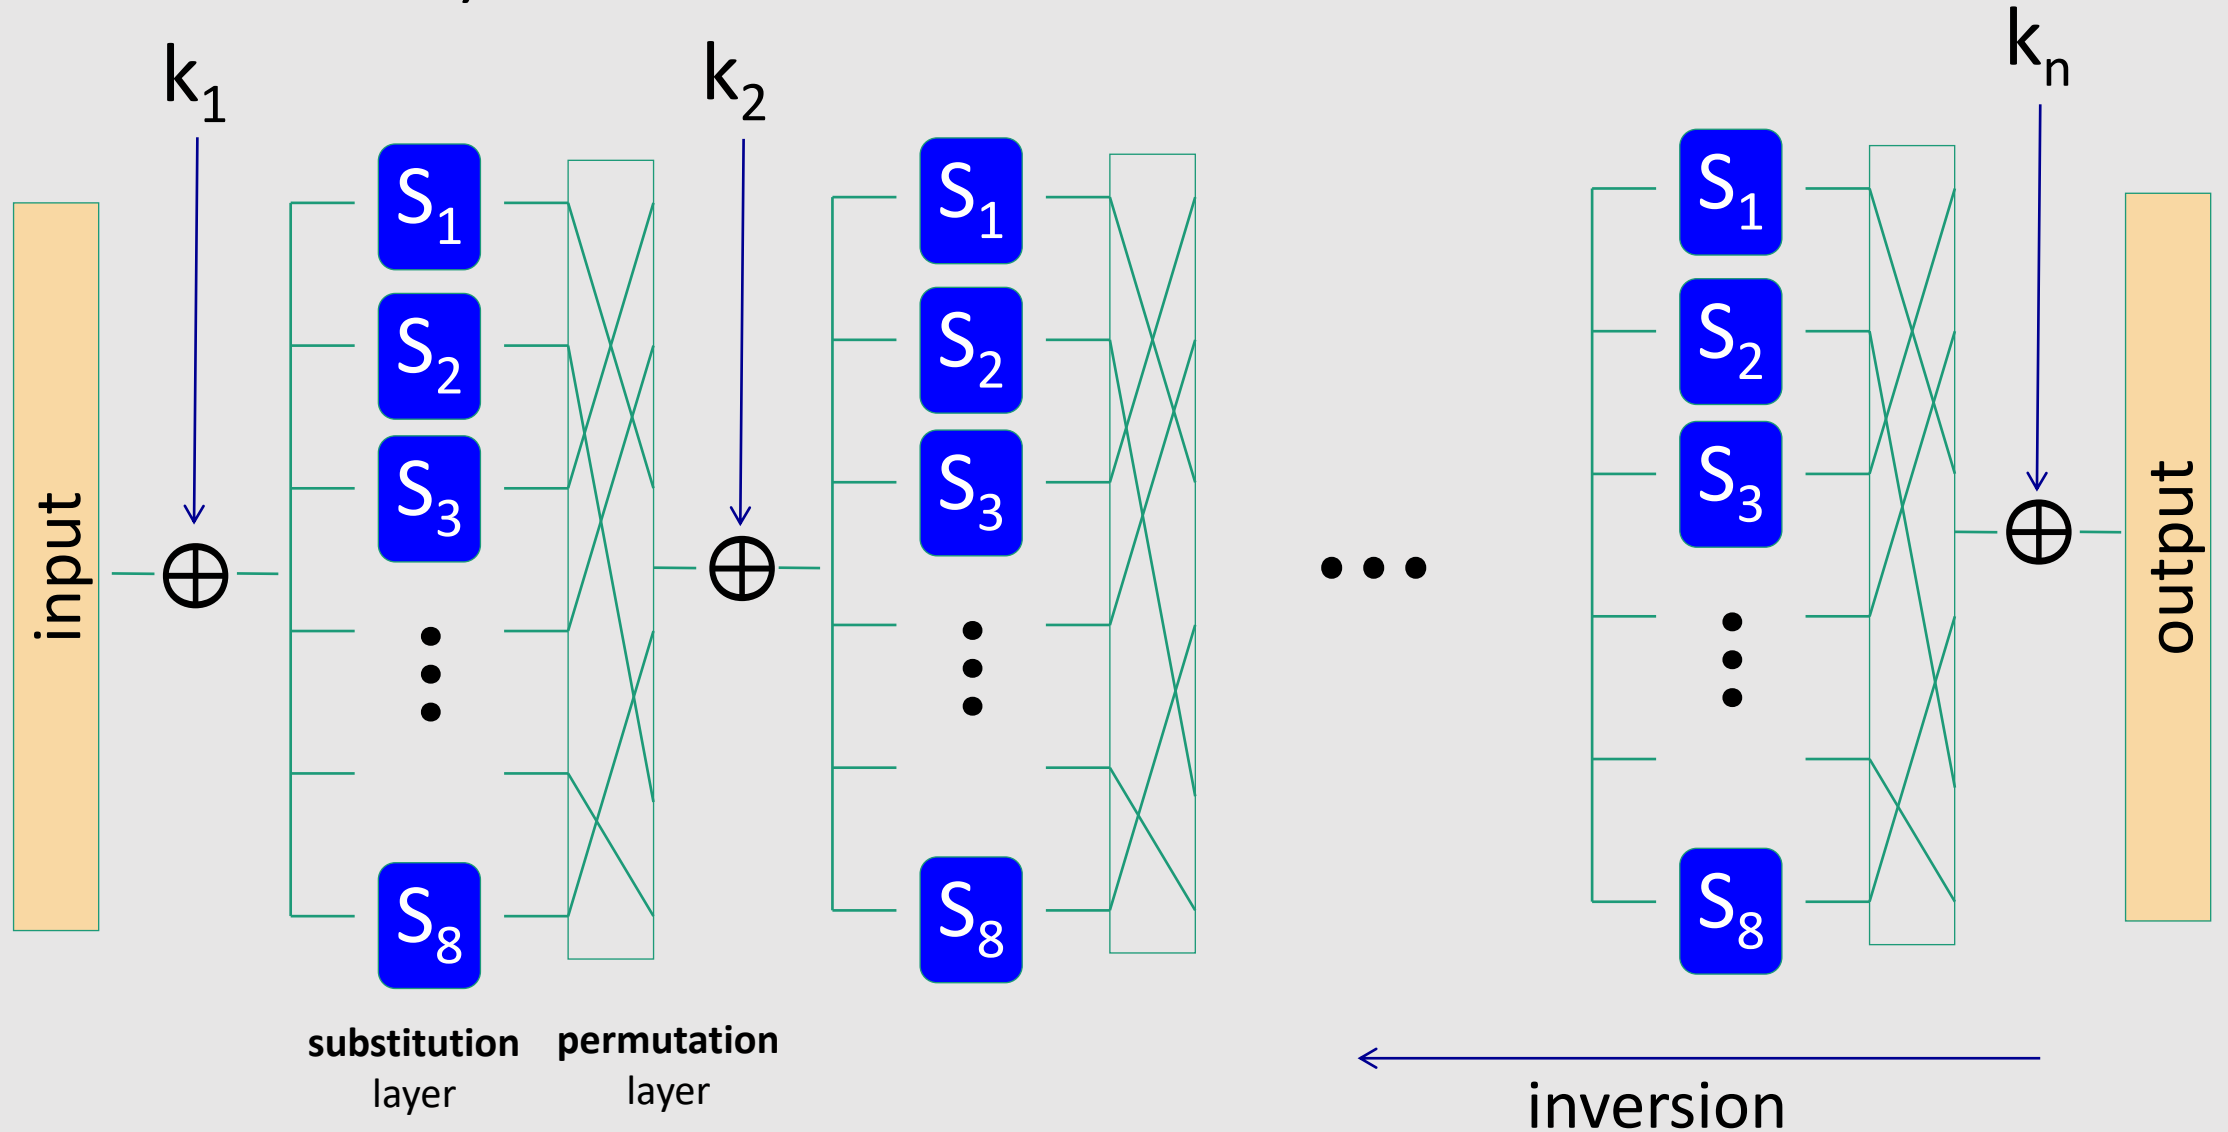 k1
k2
kn
input
S1
S2
S3
S8
S1
S2
S3
S8
S1
S2
S3
S8
output
substitution
layer
permutation
layer
inversion